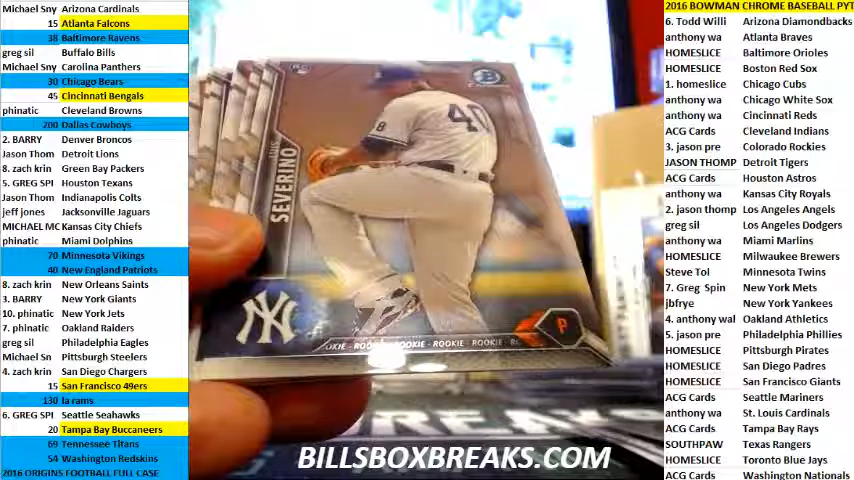 Michael Sny Arizona Cardinals
15 Atlanta Falcons
38 Baltimore Ravens
greg sil Buffalo Bills
Michael Sny Carolina Panthers
30 Chicago Bears
45 Cincinnati Bengals
phinatic Cleveland Browns
200 Dallas Cowboys
2. BARRY Denver Broncos
Jason Thom Detroit Lions
8. zach krin Green Bay Packers
5. GREG SPI Houston Texans
Jason Thom Indianapolis Colts
jeff jones Jacksonville Jaguars
MICHAEL MC Kansas City Chiefs
phinatic Miami Dolphins
70 Minnesota Vikings
40 New England Patriots
8. zach krin New Orleans Saints
3. BARRY New York Giants
10. phinatic New York Jets
7. phinatic Oakland Raiders
greg sil Philadelphia Eagles
Michael Sn Pittsburgh Steelers
4. zach krin San Diego Chargers
15 San Francisco 49ers
130 la rams
6. GREG SPI Seattle Seahawks
20 Tampa Bay Buccaneers
69 Tennessee Titans
54 Washington Redskins
2016 ORIGINS FOOTBALL FULL CASE
40
8
LUIS
SEVERINO
ROOKIE - ROOKIE - ROOKIE
P
BREAKS
BILLSBOXBREAKS.COM
2016 BOWMAN CHROME BASEBALL PYT
6. Todd Willi Arizona Diamondbacks
anthony wa Atlanta Braves
HOMESLICE Baltimore Orioles
HOMESLICE Boston Red Sox
1. homeslice Chicago Cubs
anthony wa Chicago White Sox
anthony wa Cincinnati Reds
ACG Cards Cleveland Indians
3. jason pre Colorado Rockies
JASON THOMP Detroit Tigers
ACG Cards Houston Astros
anthony wa Kansas City Royals
2. jason thomp Los Angeles Angels
greg sil Los Angeles Dodgers
anthony wa Miami Marlins
HOMESLICE Milwaukee Brewers
Steve Tol Minnesota Twins
7. Greg Spin New York Mets
jbfrye New York Yankees
4. anthony wal Oakland Athletics
5. jason pre Philadelphia Phillies
HOMESLICE Pittsburgh Pirates
HOMESLICE San Diego Padres
HOMESLICE San Francisco Giants
ACG Cards Seattle Mariners
anthony wa St. Louis Cardinals
ACG Cards Tampa Bay Rays
SOUTHPAW Texas Rangers
HOMESLICE Toronto Blue Jays
ACG Cards Washington Nationals